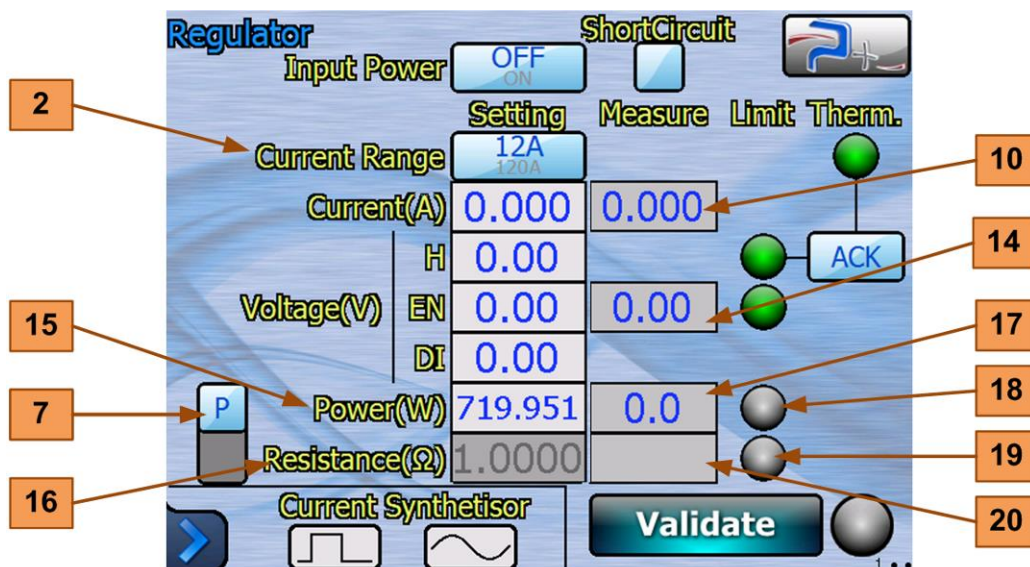 Regulator
ShortCircuit
Input Power OFF
ON
2
Setting Measure Limit Therm.
Current Range 12A
120A
10
Current(A) 0.000 0.000
H 0.00
ACK
14
Voltage(V) EN 0.00 0.00
15
17
DI 0.00
18
7
P
Power(W) 719.951 0.0
19
Resistance(Ω) 1.0000
16
20
Current Synthetisor
Validate
1